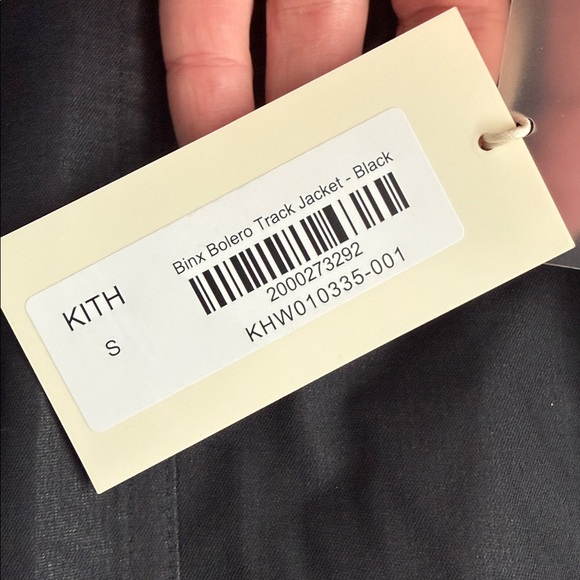 KITH
S
Binx Bolero Track Jacket - Black
2000273292
KHW010335-001